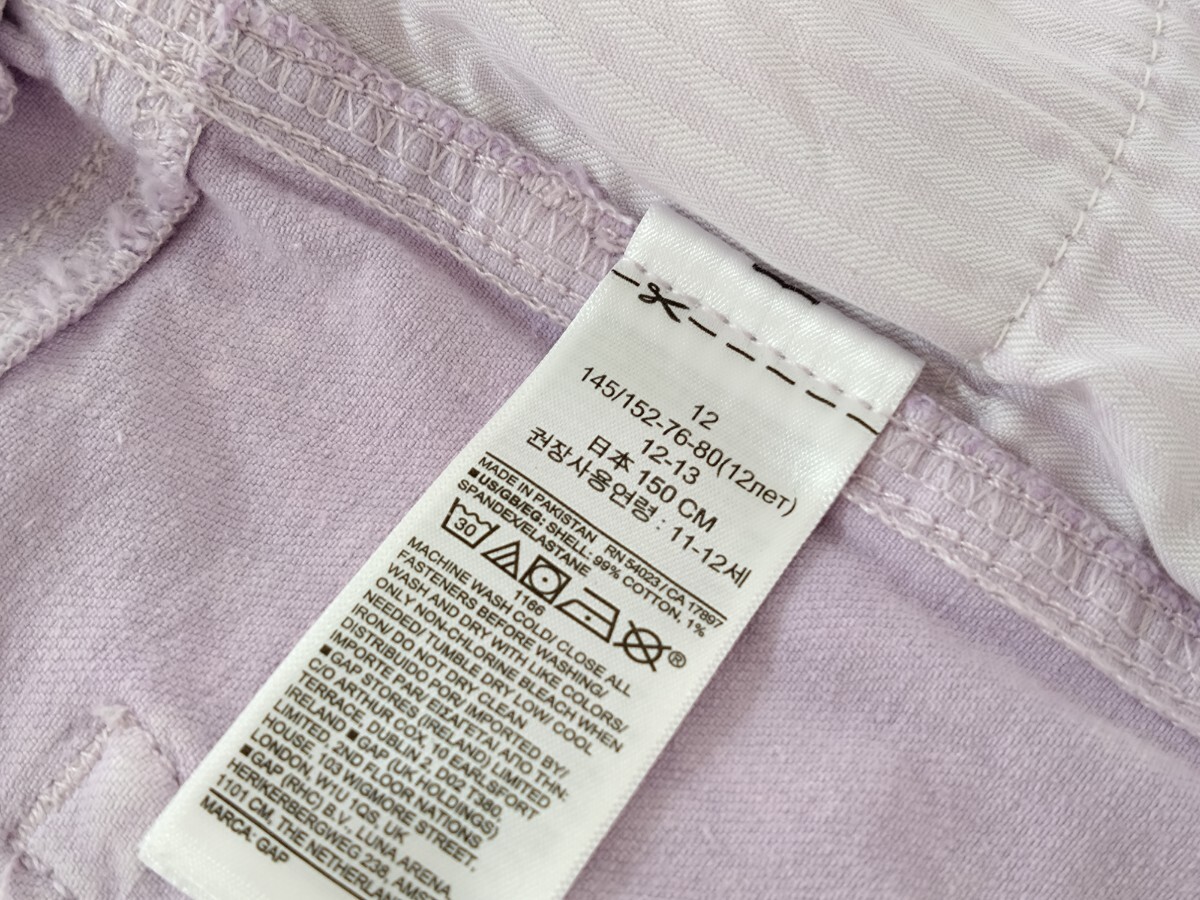 12
145/152-76-80(12лет)
12-13
日本 150 CM
권장사용연령 : 11-12세
MADE IN PAKISTAN RN 54023 / CA 17897
■US/GB/EG: SHELL: 99% COTTON, 1%
SPANDEX/ELASTANE
30
1186
®
MACHINE WASH COLD/ CLOSE ALL
FASTENERS BEFORE WASHING/
WASH AND DRY WITH LIKE COLORS/
ONLY NON-CHLORINE BLEACH WHEN
NEEDED/ TUMBLE DRY LOW/ COOL
IRON/ DO NOT DRY CLEAN
DISTRIBUIDO POR/ IMPORTED BY/
IMPORTE PAR/ ΕΙΣΑΓΕΤΑΙ ΑΠΟ ΤΗΝ:
■GAP STORES (IRELAND) LIMITED
C/O ARTHUR COX, 10 EARLSFORT
TERRACE, DUBLIN 2, D02 T380,
IRELAND. ■GAP (UK HOLDINGS)
LIMITED, 2ND FLOOR NATIONS
HOUSE, 103 WIGMORE STREET,
LONDON, W1U 1QS, UK
■GAP (RHC) B.V., LUNA ARENA,
HERIKERBERGWEG 238, AMST
1101 CM, THE NETHERLAN
MARCA: GAP